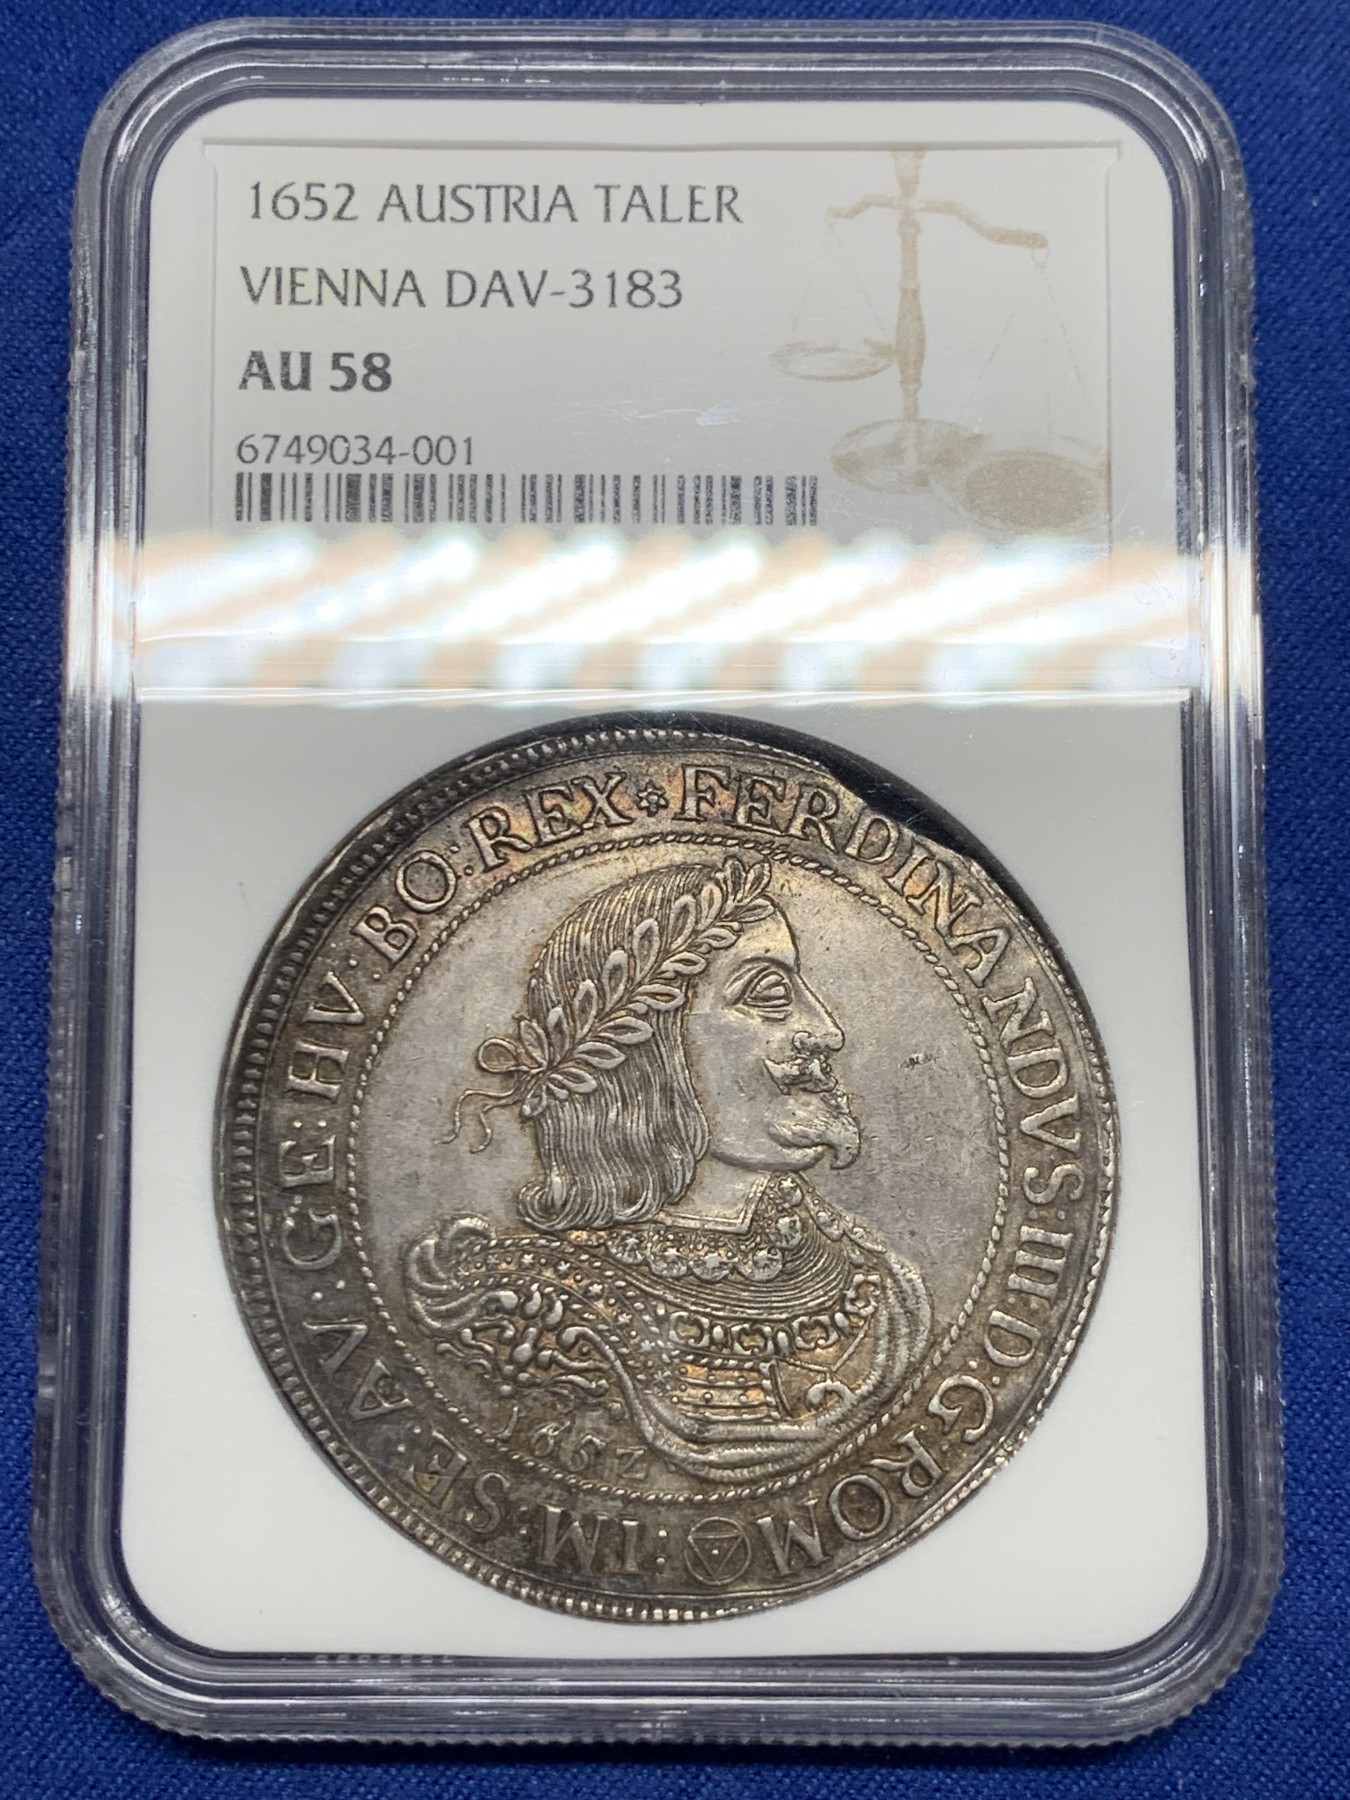 1652 AUSTRIA TALER
VIENNA DAV-3183
AU 58
6749034-001
FERDINANDVS·III·D:G:ROM
:IM:SE:AV:G:E:HV:BO:REX
1652